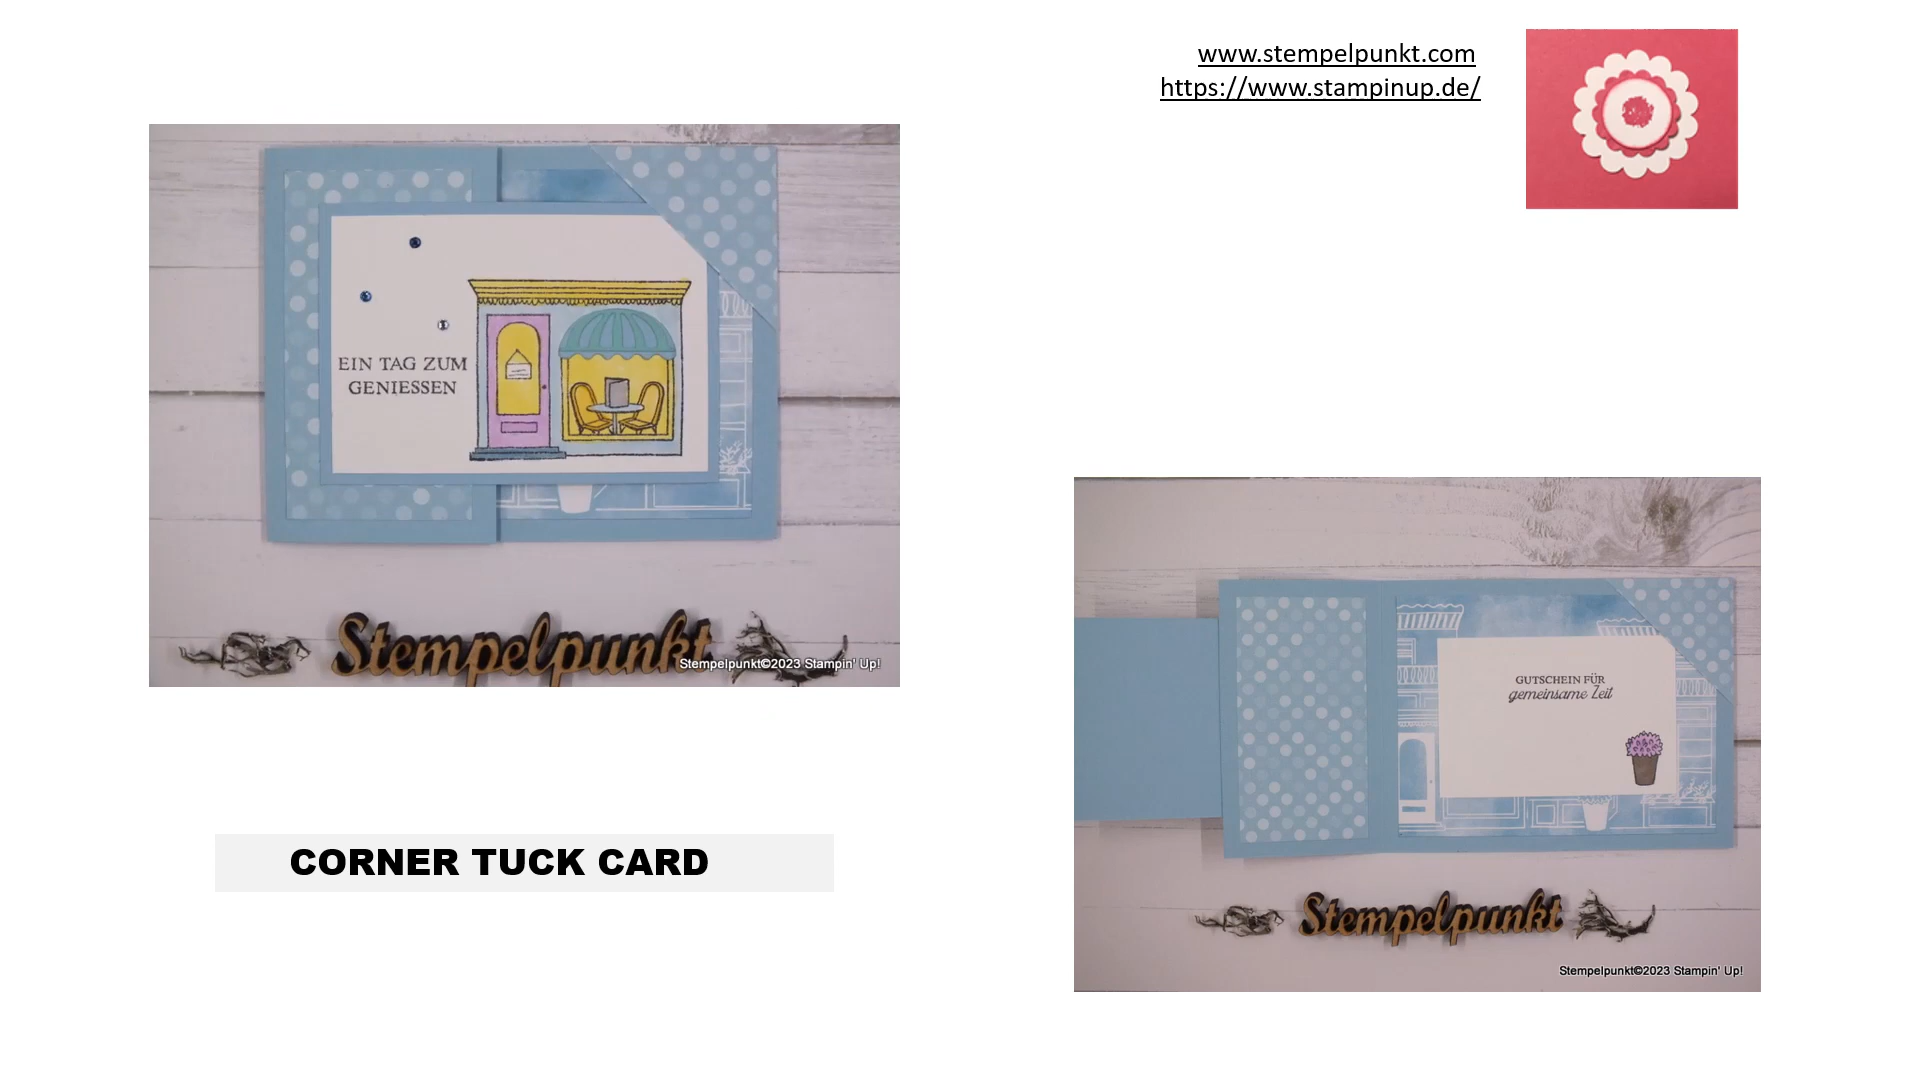 www.stempelpunkt.com
https://www.stampinup.de/
EIN TAG ZUM
GENIESSEN
Stempelpunkt
Stempelpunkt©2023 Stampin' Up!
CORNER TUCK CARD
GUTSCHEIN FÜR
gemeinsame Zeit
Stempelpunkt
Stempelpunkt©2023 Stampin' Up!